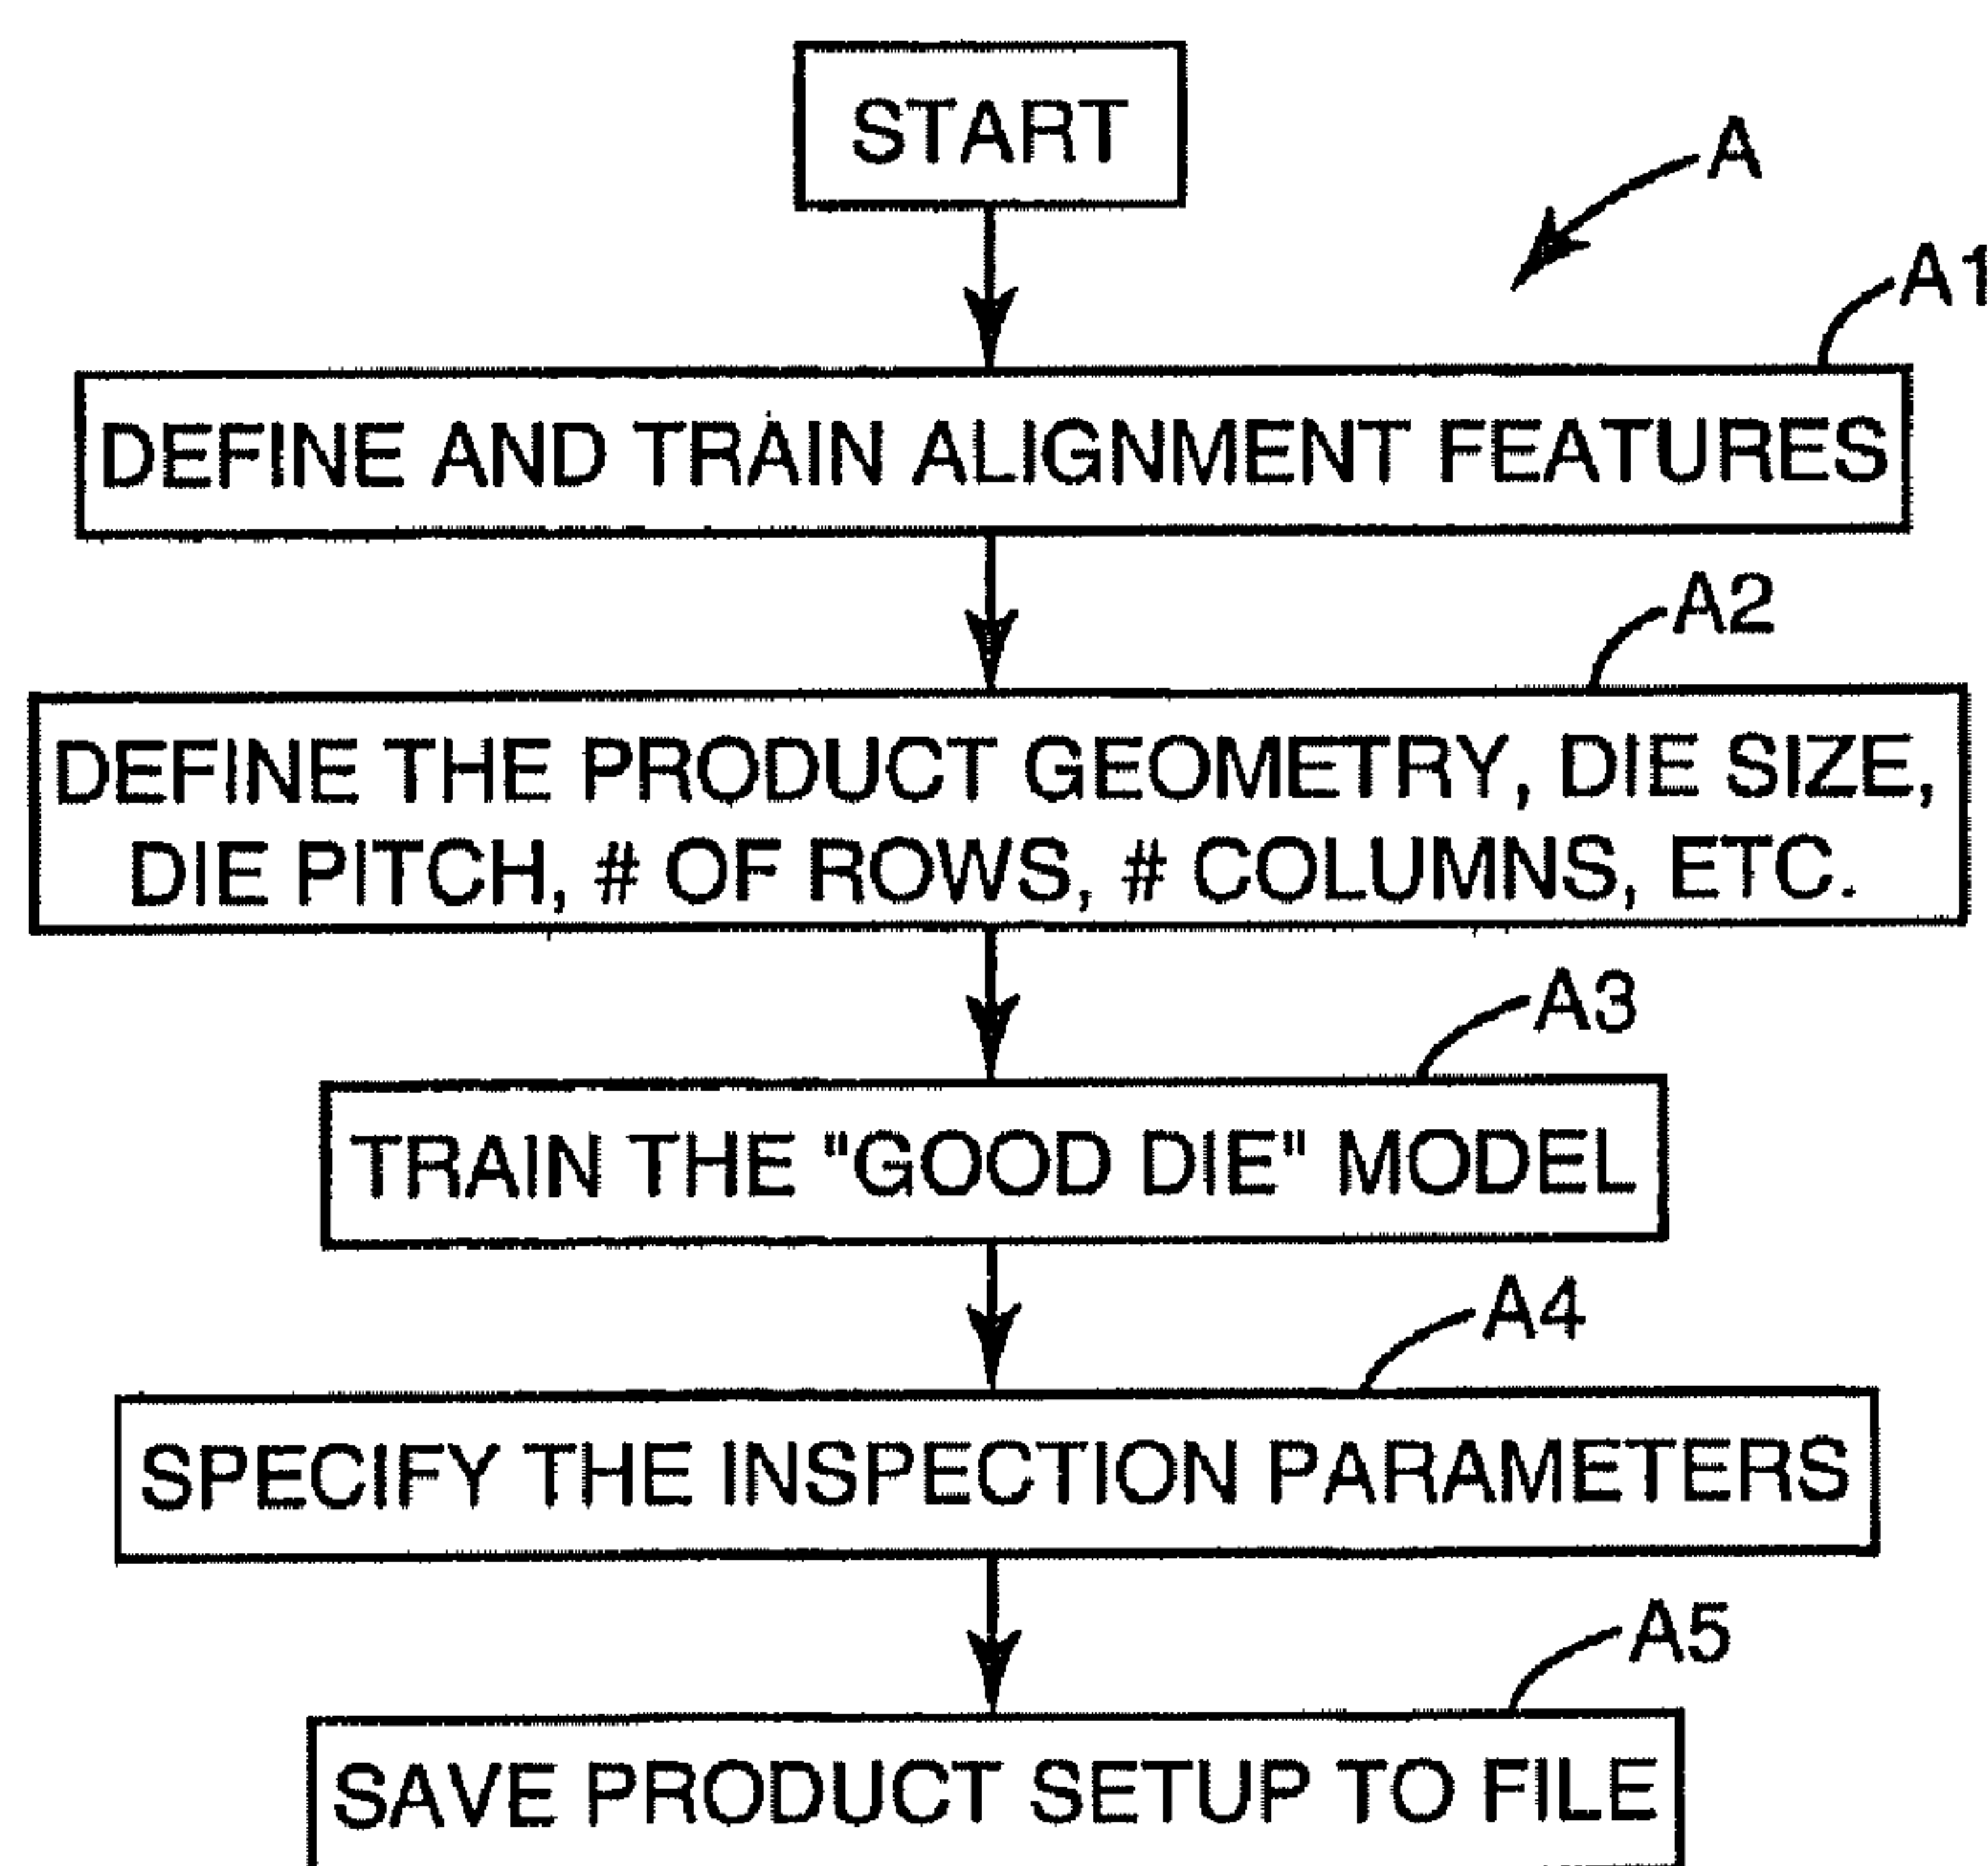 START
A
A1
DEFINE AND TRAIN ALIGNMENT FEATURES
A2
DEFINE THE PRODUCT GEOMETRY, DIE SIZE,
DIE PITCH, # OF ROWS, # COLUMNS, ETC.
A3
TRAIN THE "GOOD DIE" MODEL
A4
SPECIFY THE INSPECTION PARAMETERS
A5
SAVE PRODUCT SETUP TO FILE